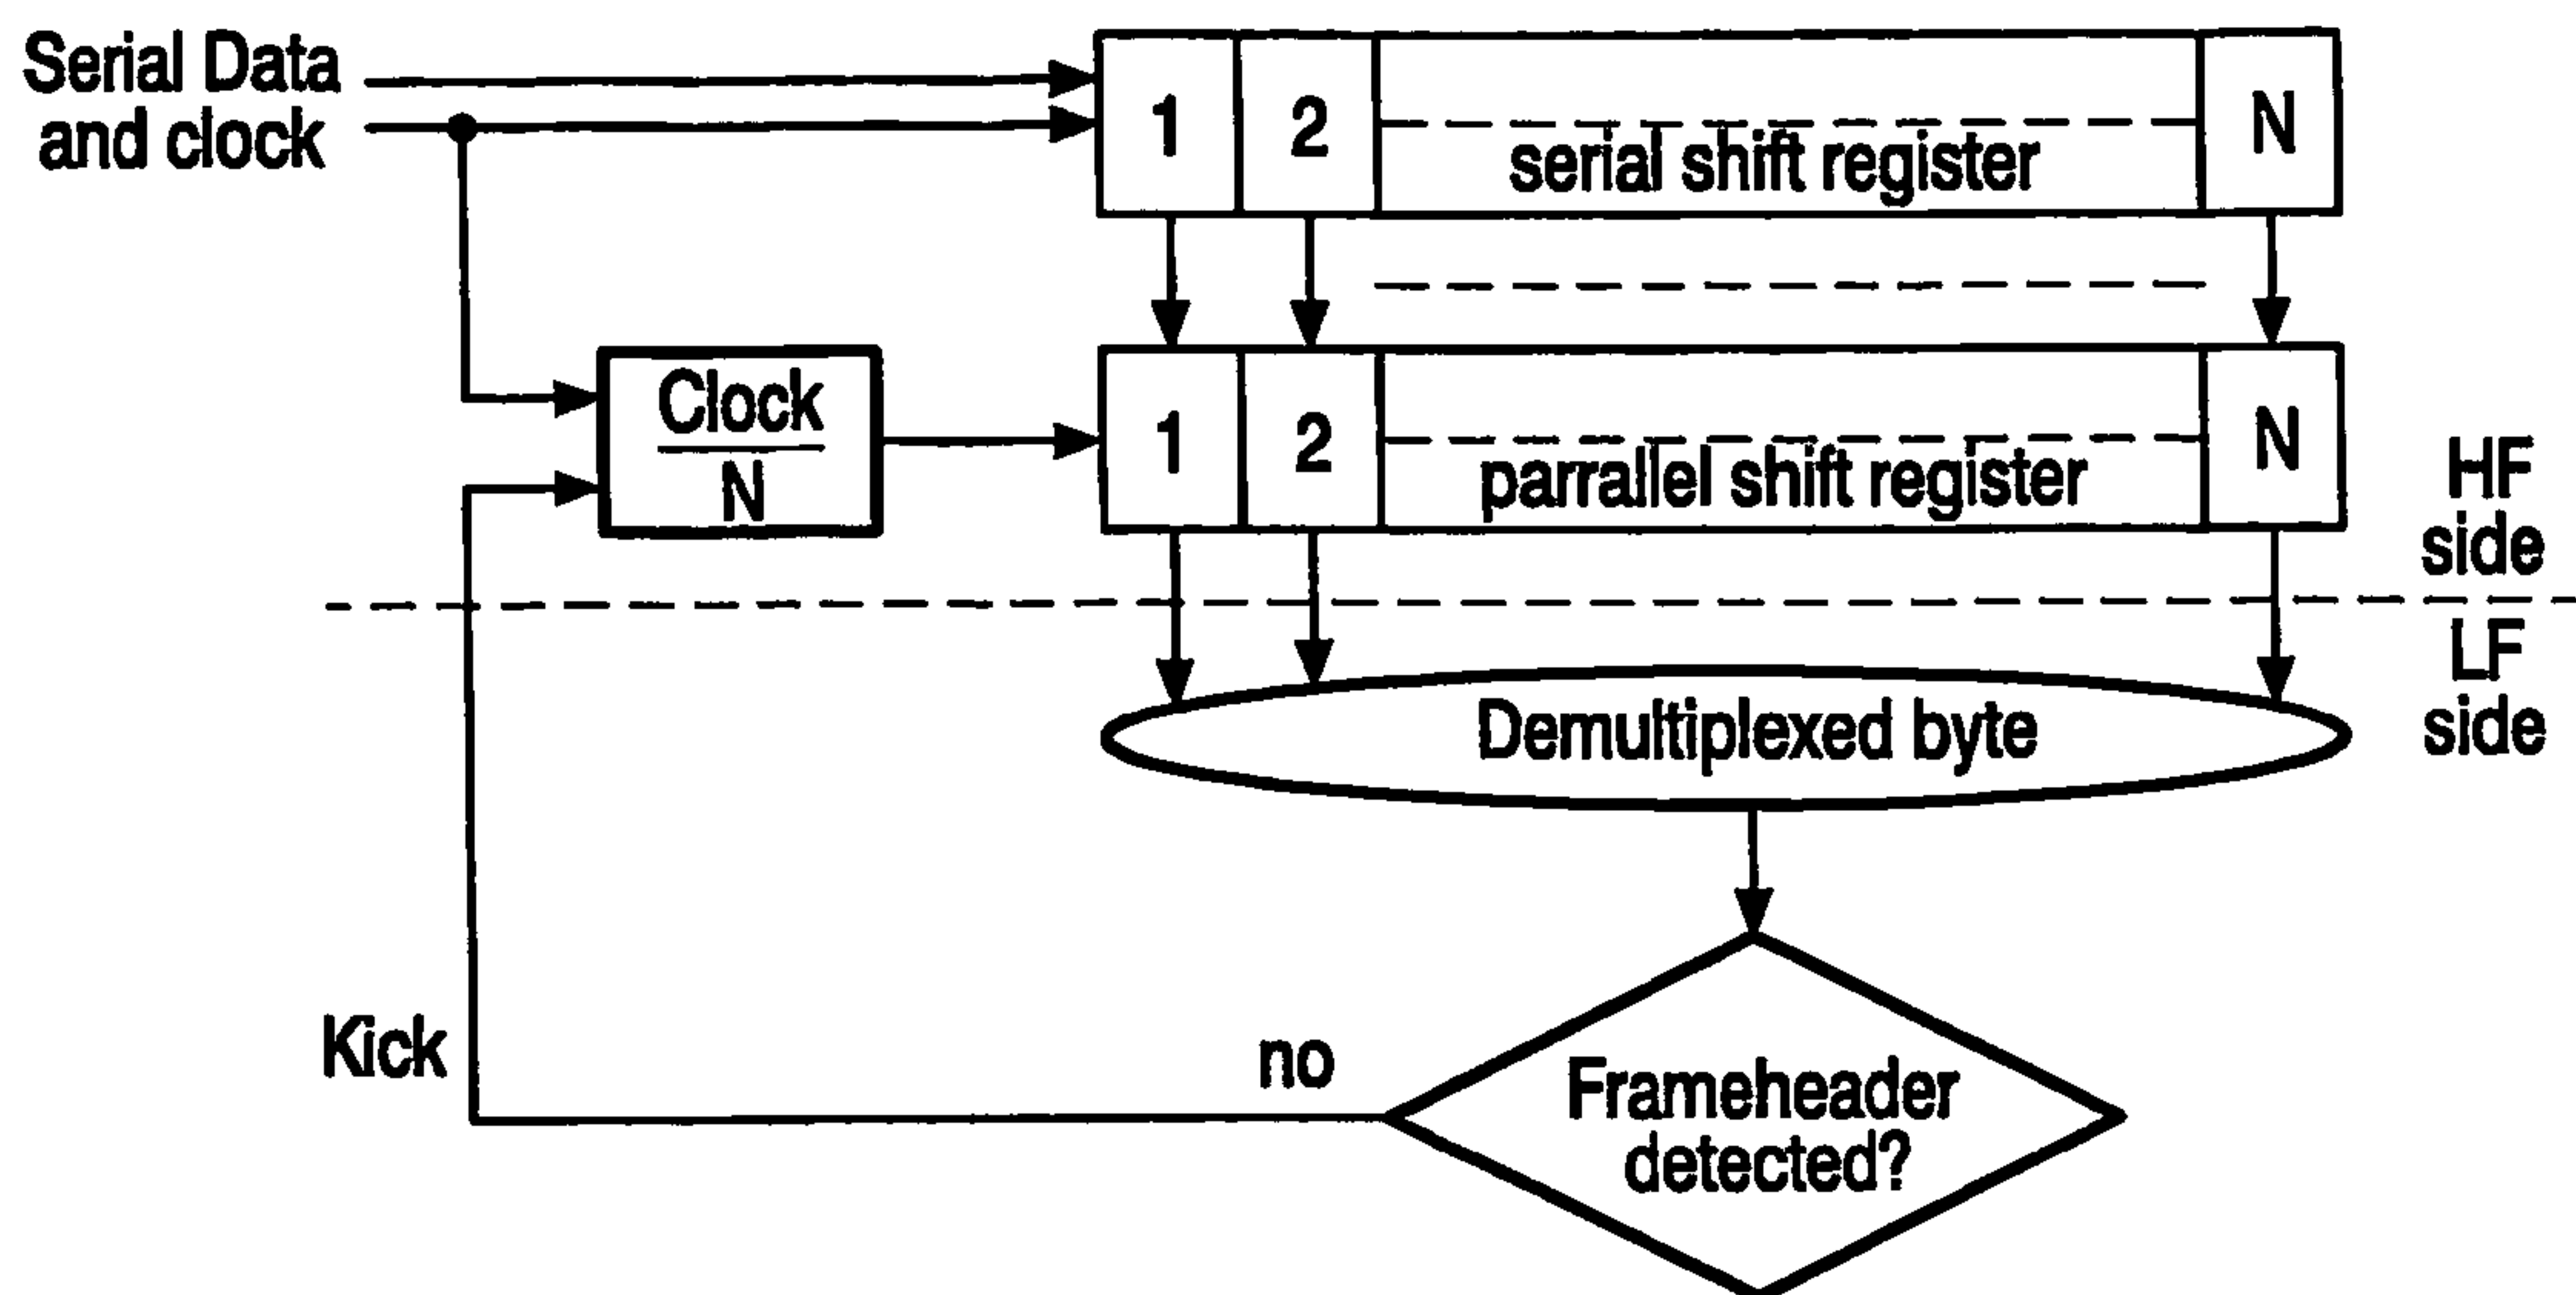 Serial Data
and clock
1
2
serial shift register
N
Clock
N
1
2
parrallel shift register
N
HF
side
LF
side
Demultiplexed byte
Kick
no
Frameheader
detected?